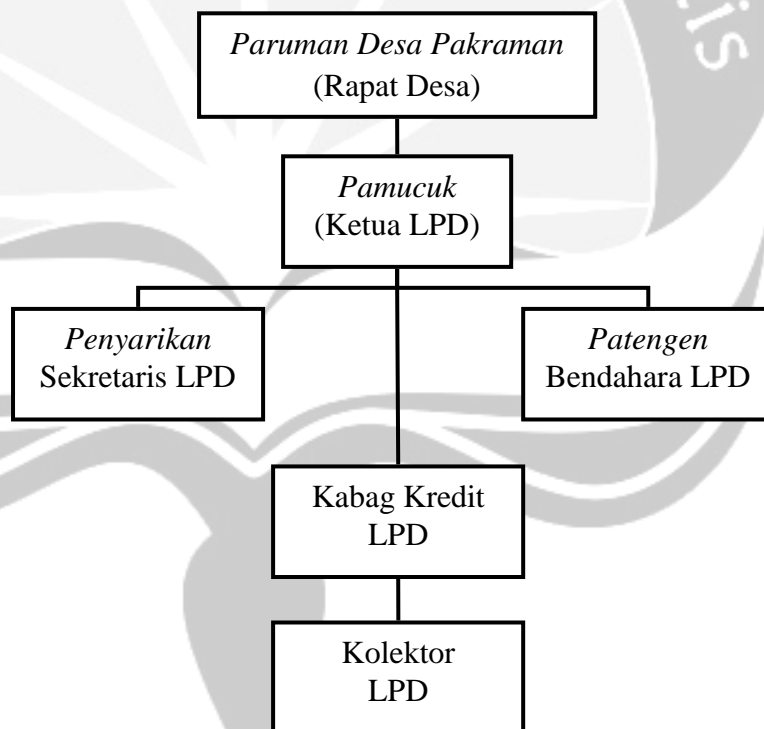 Paruman Desa Pakraman
(Rapat Desa)
Pamucuk
(Ketua LPD)
Penyarikan
Sekretaris LPD
Patengen
Bendahara LPD
Kabag Kredit
LPD
Kolektor
LPD